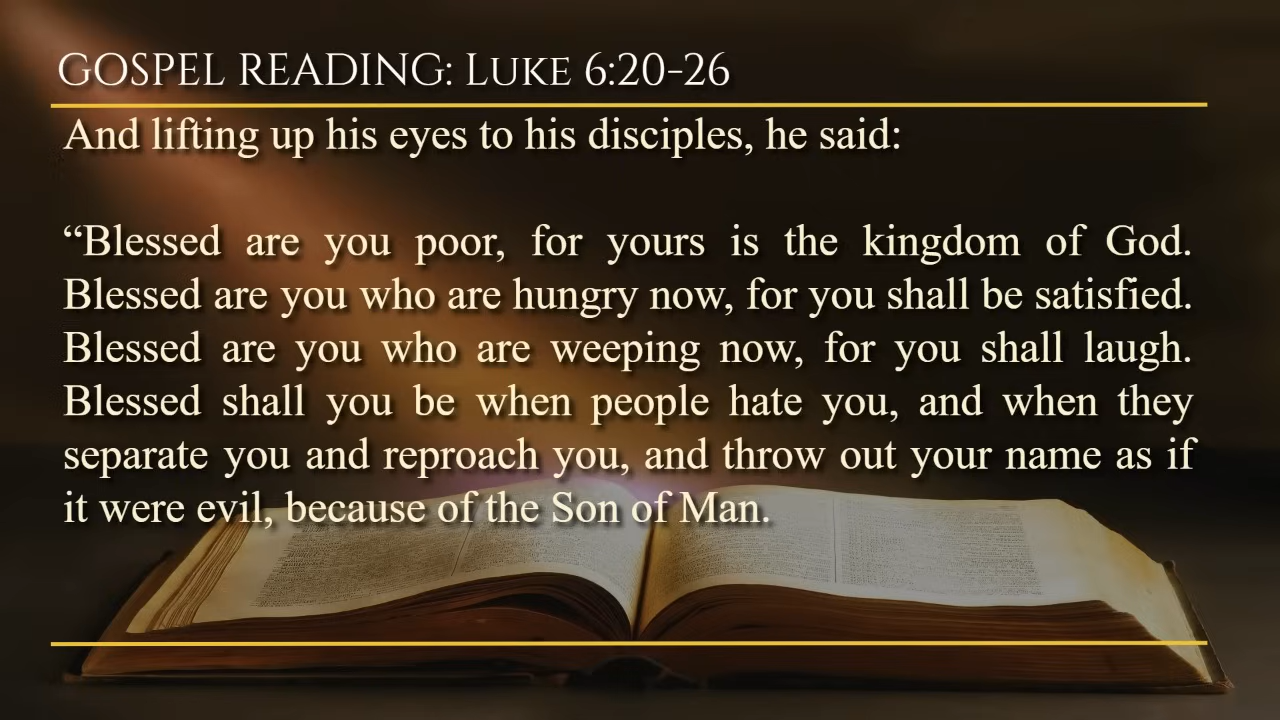 GOSPEL READING: LUKE 6:20-26
And lifting up his eyes to his disciples, he said:
“Blessed are you poor, for yours is the kingdom of God.
Blessed are you who are hungry now, for you shall be satisfied.
Blessed are you who are weeping now, for you shall laugh.
Blessed shall you be when people hate you, and when they
separate you and reproach you, and throw out your name as if
it were evil, because of the Son of Man.